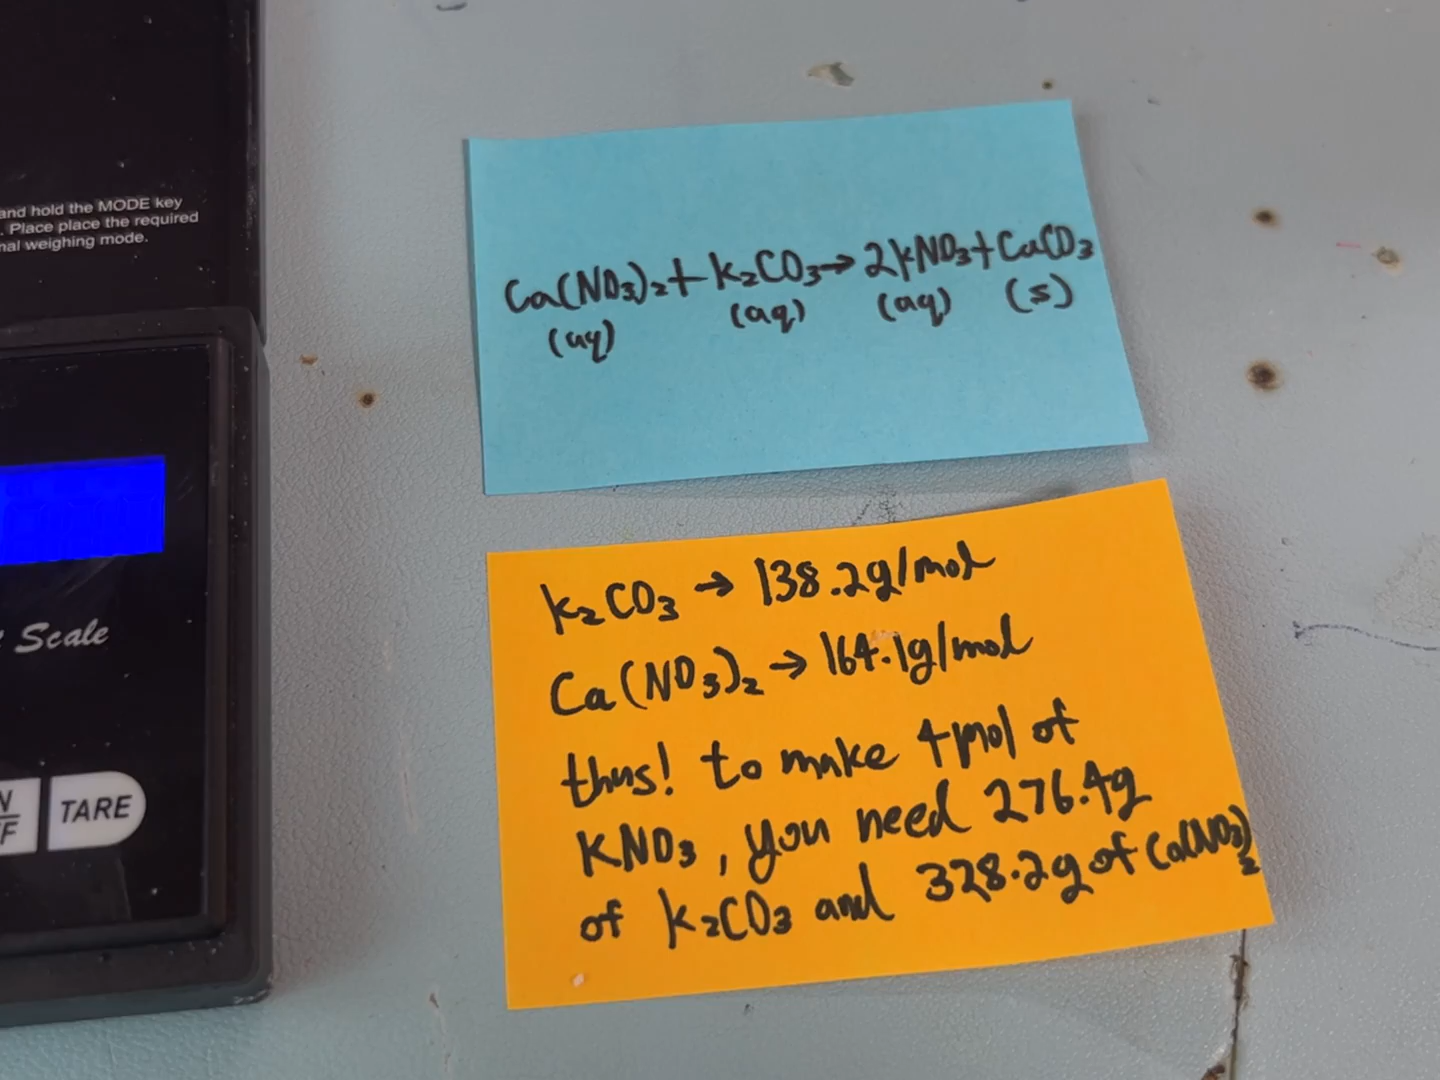 and hold the MODE key
. Place place the required
nal weighing mode.
Scale
N
F
TARE
Ca(NO₃)₂ + K₂CO₃ → 2KNO₃ + CaCO₃
(aq) (aq) (aq) (s)
K₂CO₃ → 138.2g/mol
Ca(NO₃)₂ → 164.1g/mol
thus! to make 4 mol of
KNO₃, you need 276.4g
of K₂CO₃ and 328.2g of Ca(NO₃)₂